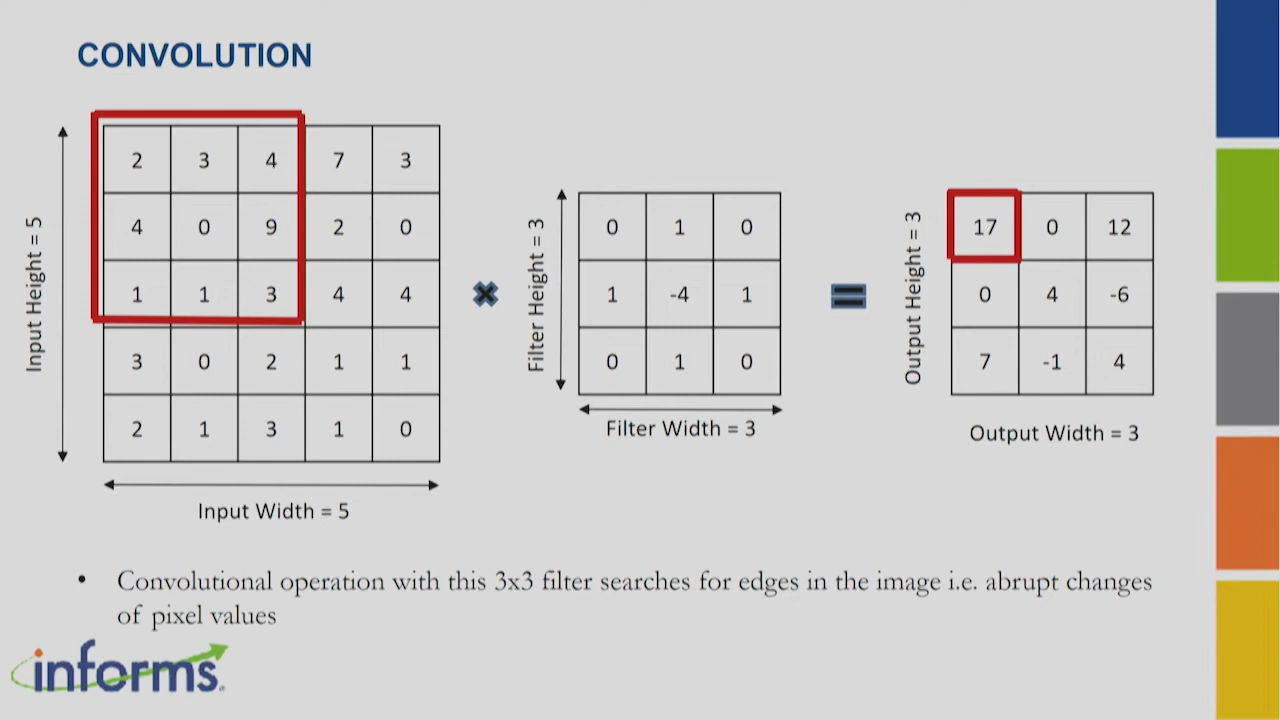 CONVOLUTION
Input Height = 5
2 3 4 7 3
4 0 9 2 0
1 1 3 4 4
3 0 2 1 1
2 1 3 1 0
Input Width = 5
Filter Height = 3
0 1 0
1 -4 1
0 1 0
Filter Width = 3
Output Height = 3
17 0 12
0 4 -6
7 -1 4
Output Width = 3
• Convolutional operation with this 3x3 filter searches for edges in the image i.e. abrupt changes
of pixel values
informs